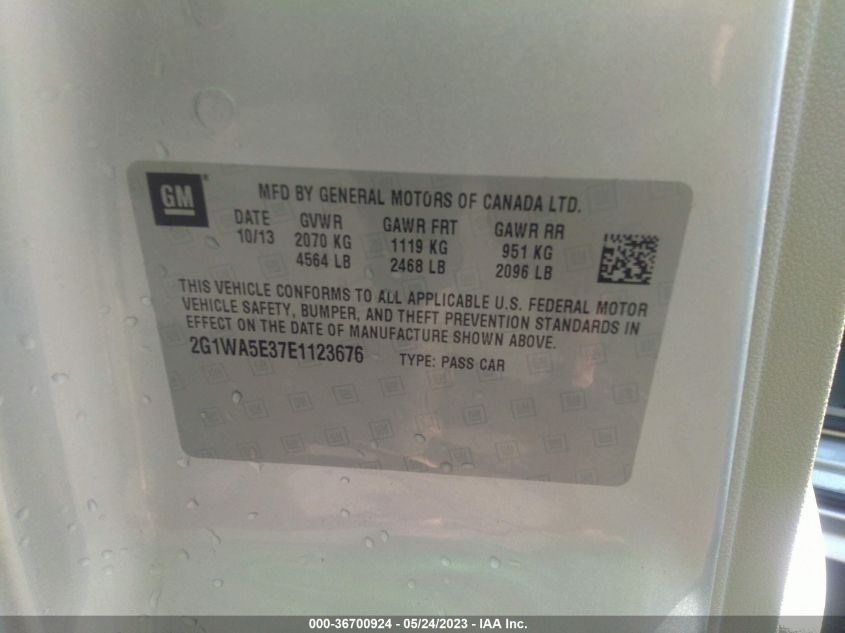 GM ®
MFD BY GENERAL MOTORS OF CANADA LTD.
DATE GVWR GAWR FRT GAWR RR
10/13 2070 KG 1119 KG 951 KG
4564 LB 2468 LB 2096 LB
THIS VEHICLE CONFORMS TO ALL APPLICABLE U.S. FEDERAL MOTOR
VEHICLE SAFETY, BUMPER, AND THEFT PREVENTION STANDARDS IN
EFFECT ON THE DATE OF MANUFACTURE SHOWN ABOVE.
2G1WA5E37E1123676 TYPE: PASS CAR
000-36700924 - 05/24/2023 - IAA Inc.